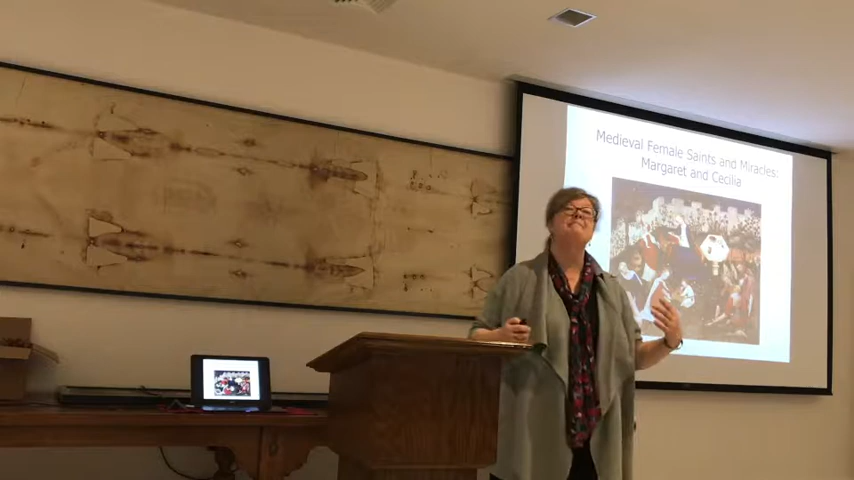 Medieval Female Saints and Miracles:
Margaret and Cecilia